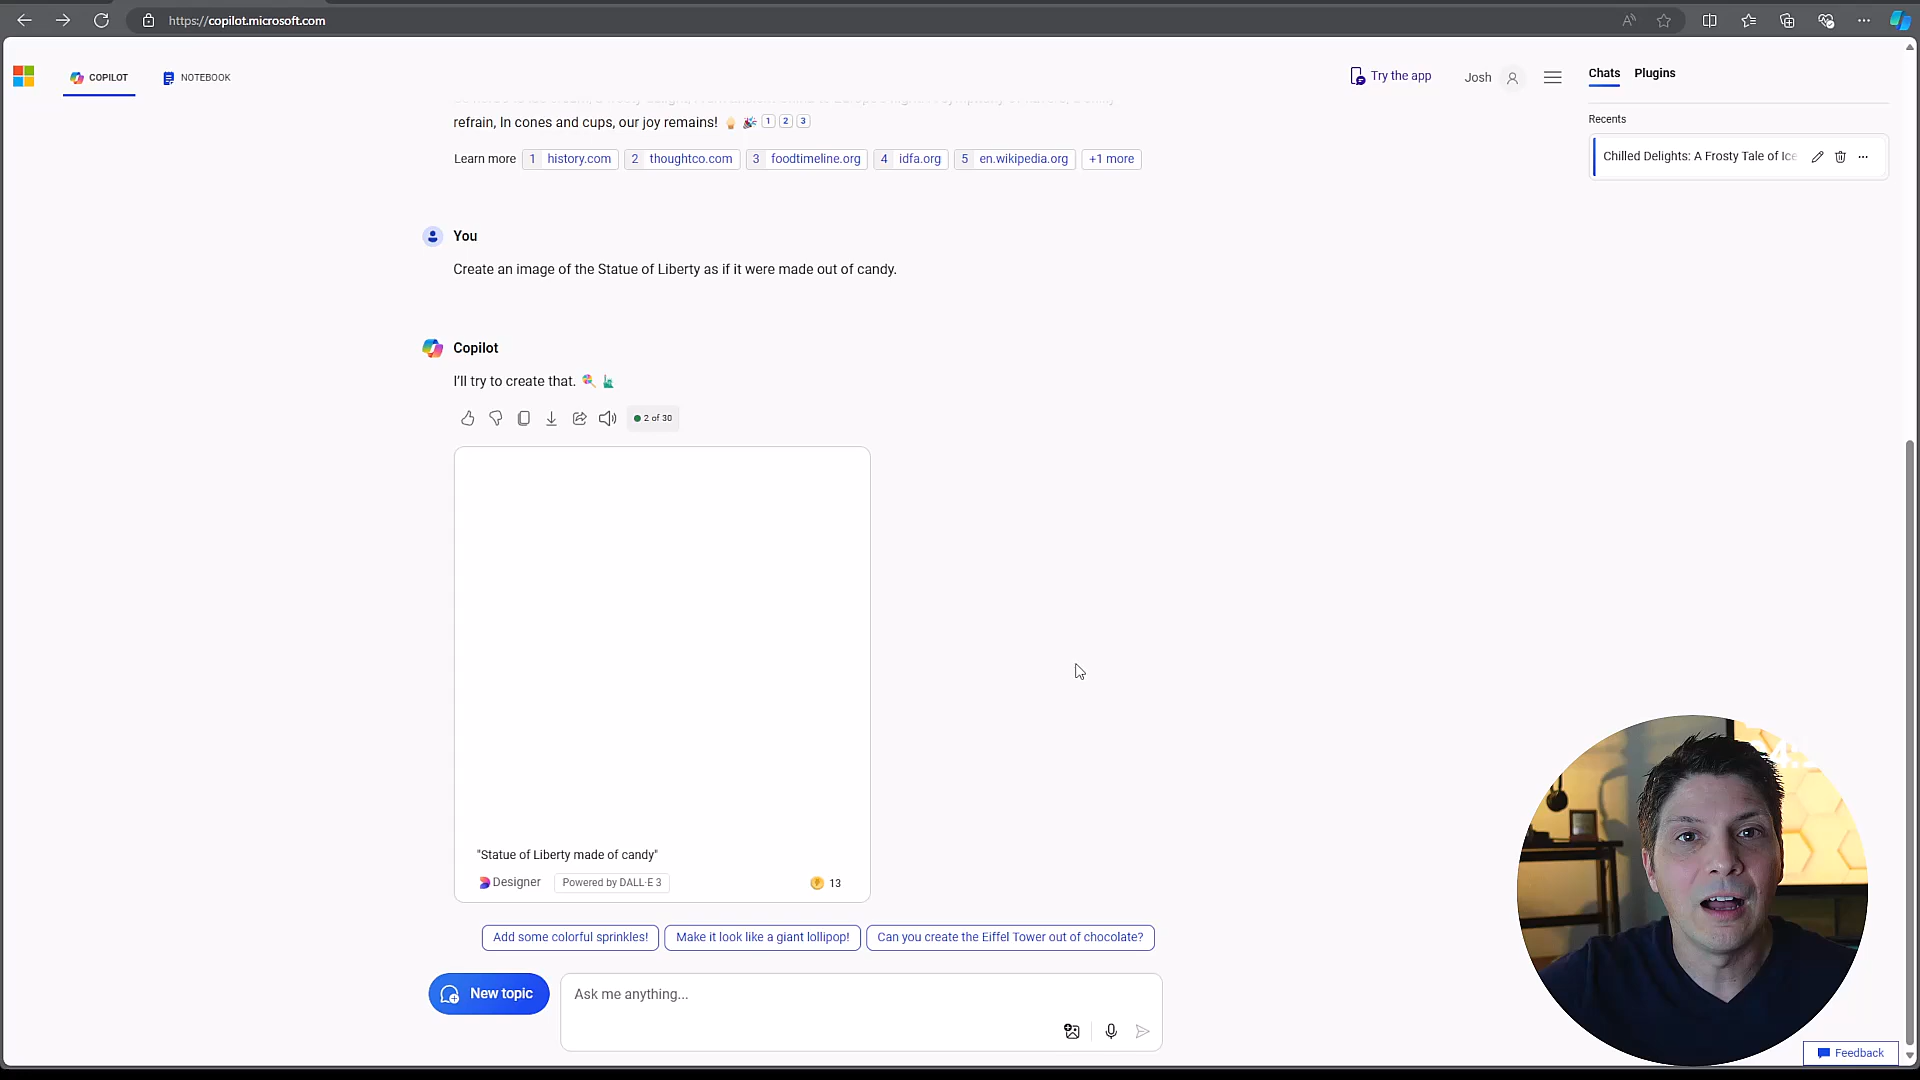 https://copilot.microsoft.com
COPILOT
NOTEBOOK
Try the app
Josh
Chats
Plugins
Recents
Chilled Delights: A Frosty Tale of Ice
refrain, In cones and cups, our joy remains! 🍦 🎉 1 2 3
Learn more 1 history.com 2 thoughtco.com 3 foodtimeline.org 4 idfa.org 5 en.wikipedia.org +1 more
You
Create an image of the Statue of Liberty as if it were made out of candy.
Copilot
I'll try to create that. 🍭 🗽
2 of 30
"Statue of Liberty made of candy"
Designer Powered by DALL·E 3 13
Add some colorful sprinkles! Make it look like a giant lollipop! Can you create the Eiffel Tower out of chocolate?
New topic
Ask me anything...
Feedback